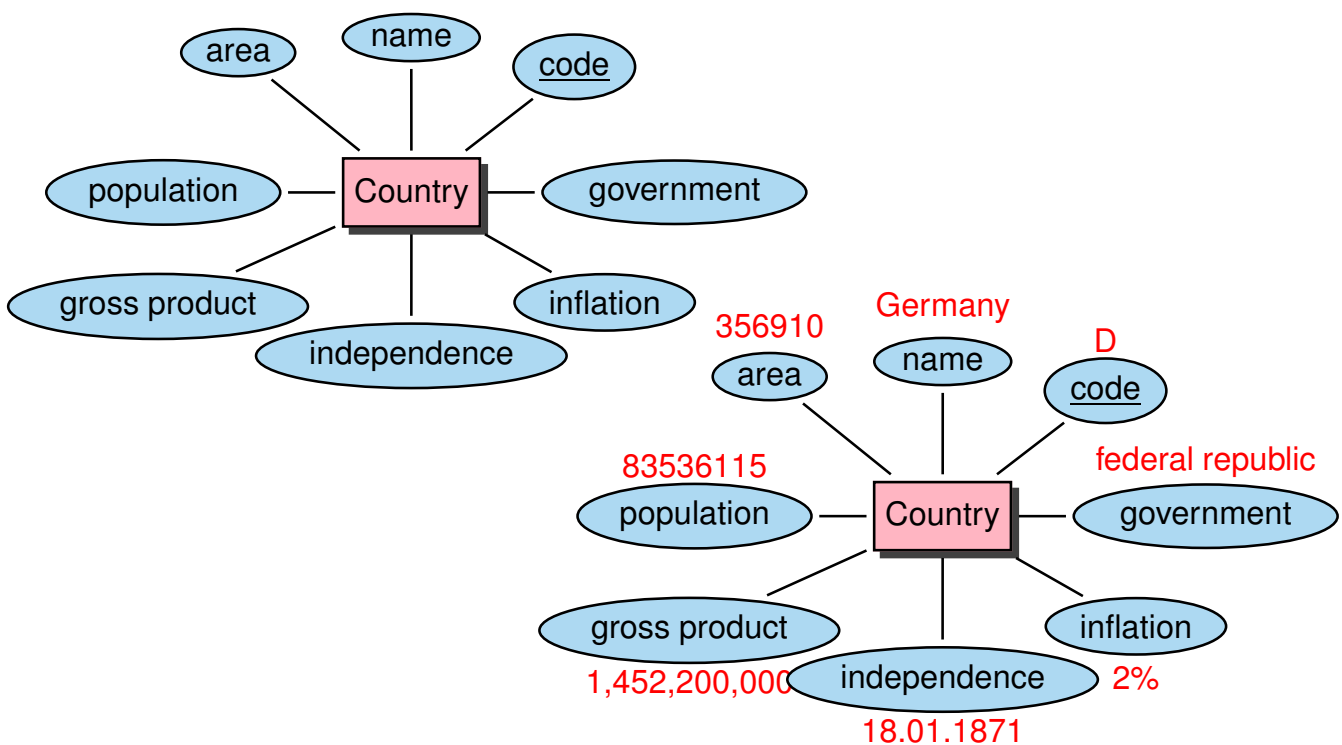 area
name
code
population
Country
government
gross product
inflation
independence
356910
Germany
D
area
name
code
83536115
federal republic
population
Country
government
gross product
inflation
1,452,200,000
independence
2%
18.01.1871